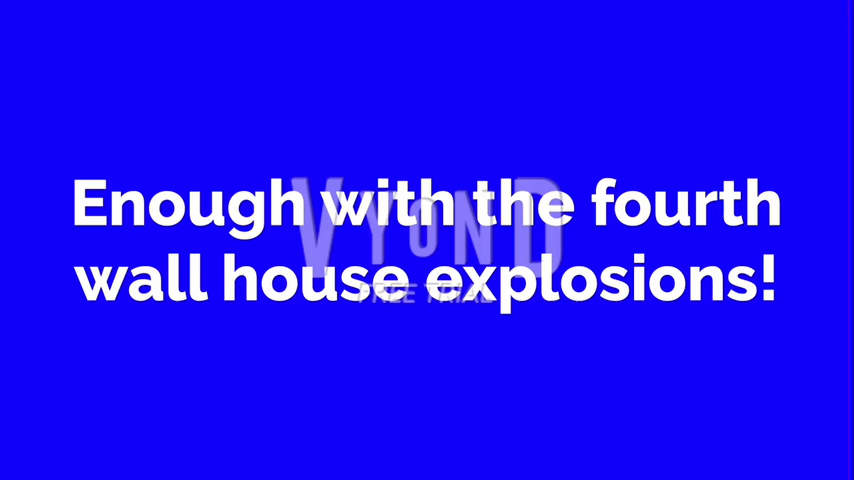 Enough with the fourth
wall house explosions!
VYOND
FREE TRIAL